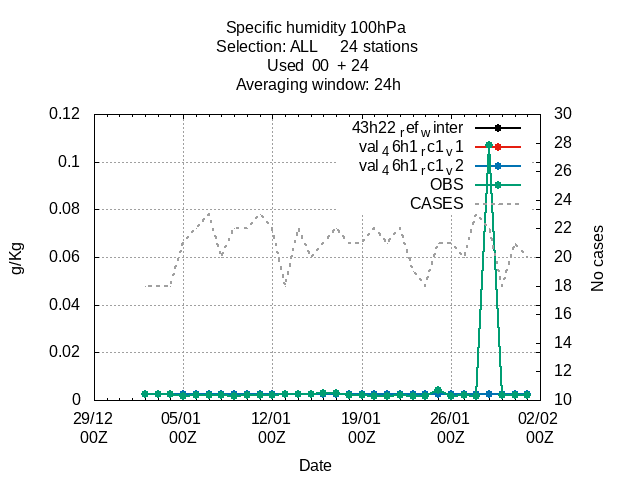 Specific humidity 100hPa
Selection: ALL     24 stations
Used  00  + 24
Averaging window: 24h
0.12
0.1
0.08
0.06
0.04
0.02
0
g/Kg
43h22refwinter
val46h1rc1v1
val46h1rc1v2
OBS
CASES
30
28
26
24
22
20
18
16
14
12
10
No cases
29/12 05/01 12/01 19/01 26/01 02/02
00Z 00Z 00Z 00Z 00Z 00Z
Date